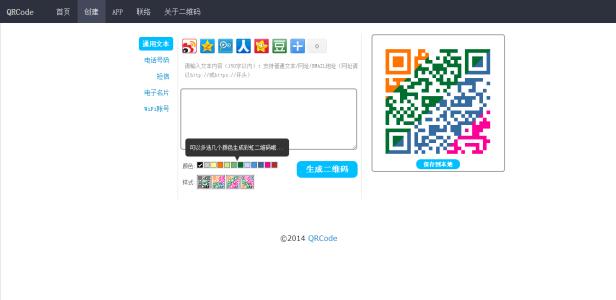 QRCode 首页 创建 APP 联络 关于二维码
通用文本
电话号码
短信
电子名片
WiFi账号
0
请输入文本内容（150字以内）：支持普通文本/网址/EMAIL地址（网址请
以http://或https://开头）
可以多选几个颜色生成彩虹二维码哦...
颜色:
样式:
生成二维码
保存到本地
©2014 QRCode